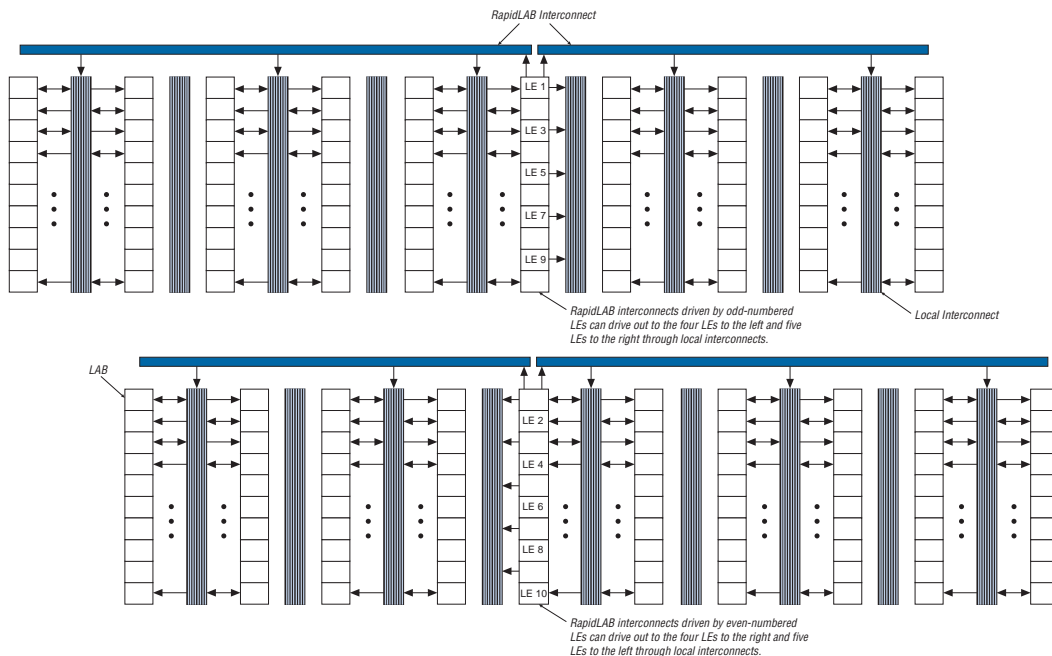 RapidLAB Interconnect
LE 1
LE 3
LE 5
LE 7
LE 9
RapidLAB interconnects driven by odd-numbered
LEs can drive out to the four LEs to the left and five
LEs to the right through local interconnects.
Local Interconnect
LAB
LE 2
LE 4
LE 6
LE 8
LE 10
RapidLAB interconnects driven by even-numbered
LEs can drive out to the four LEs to the right and five
LEs to the left through local interconnects.